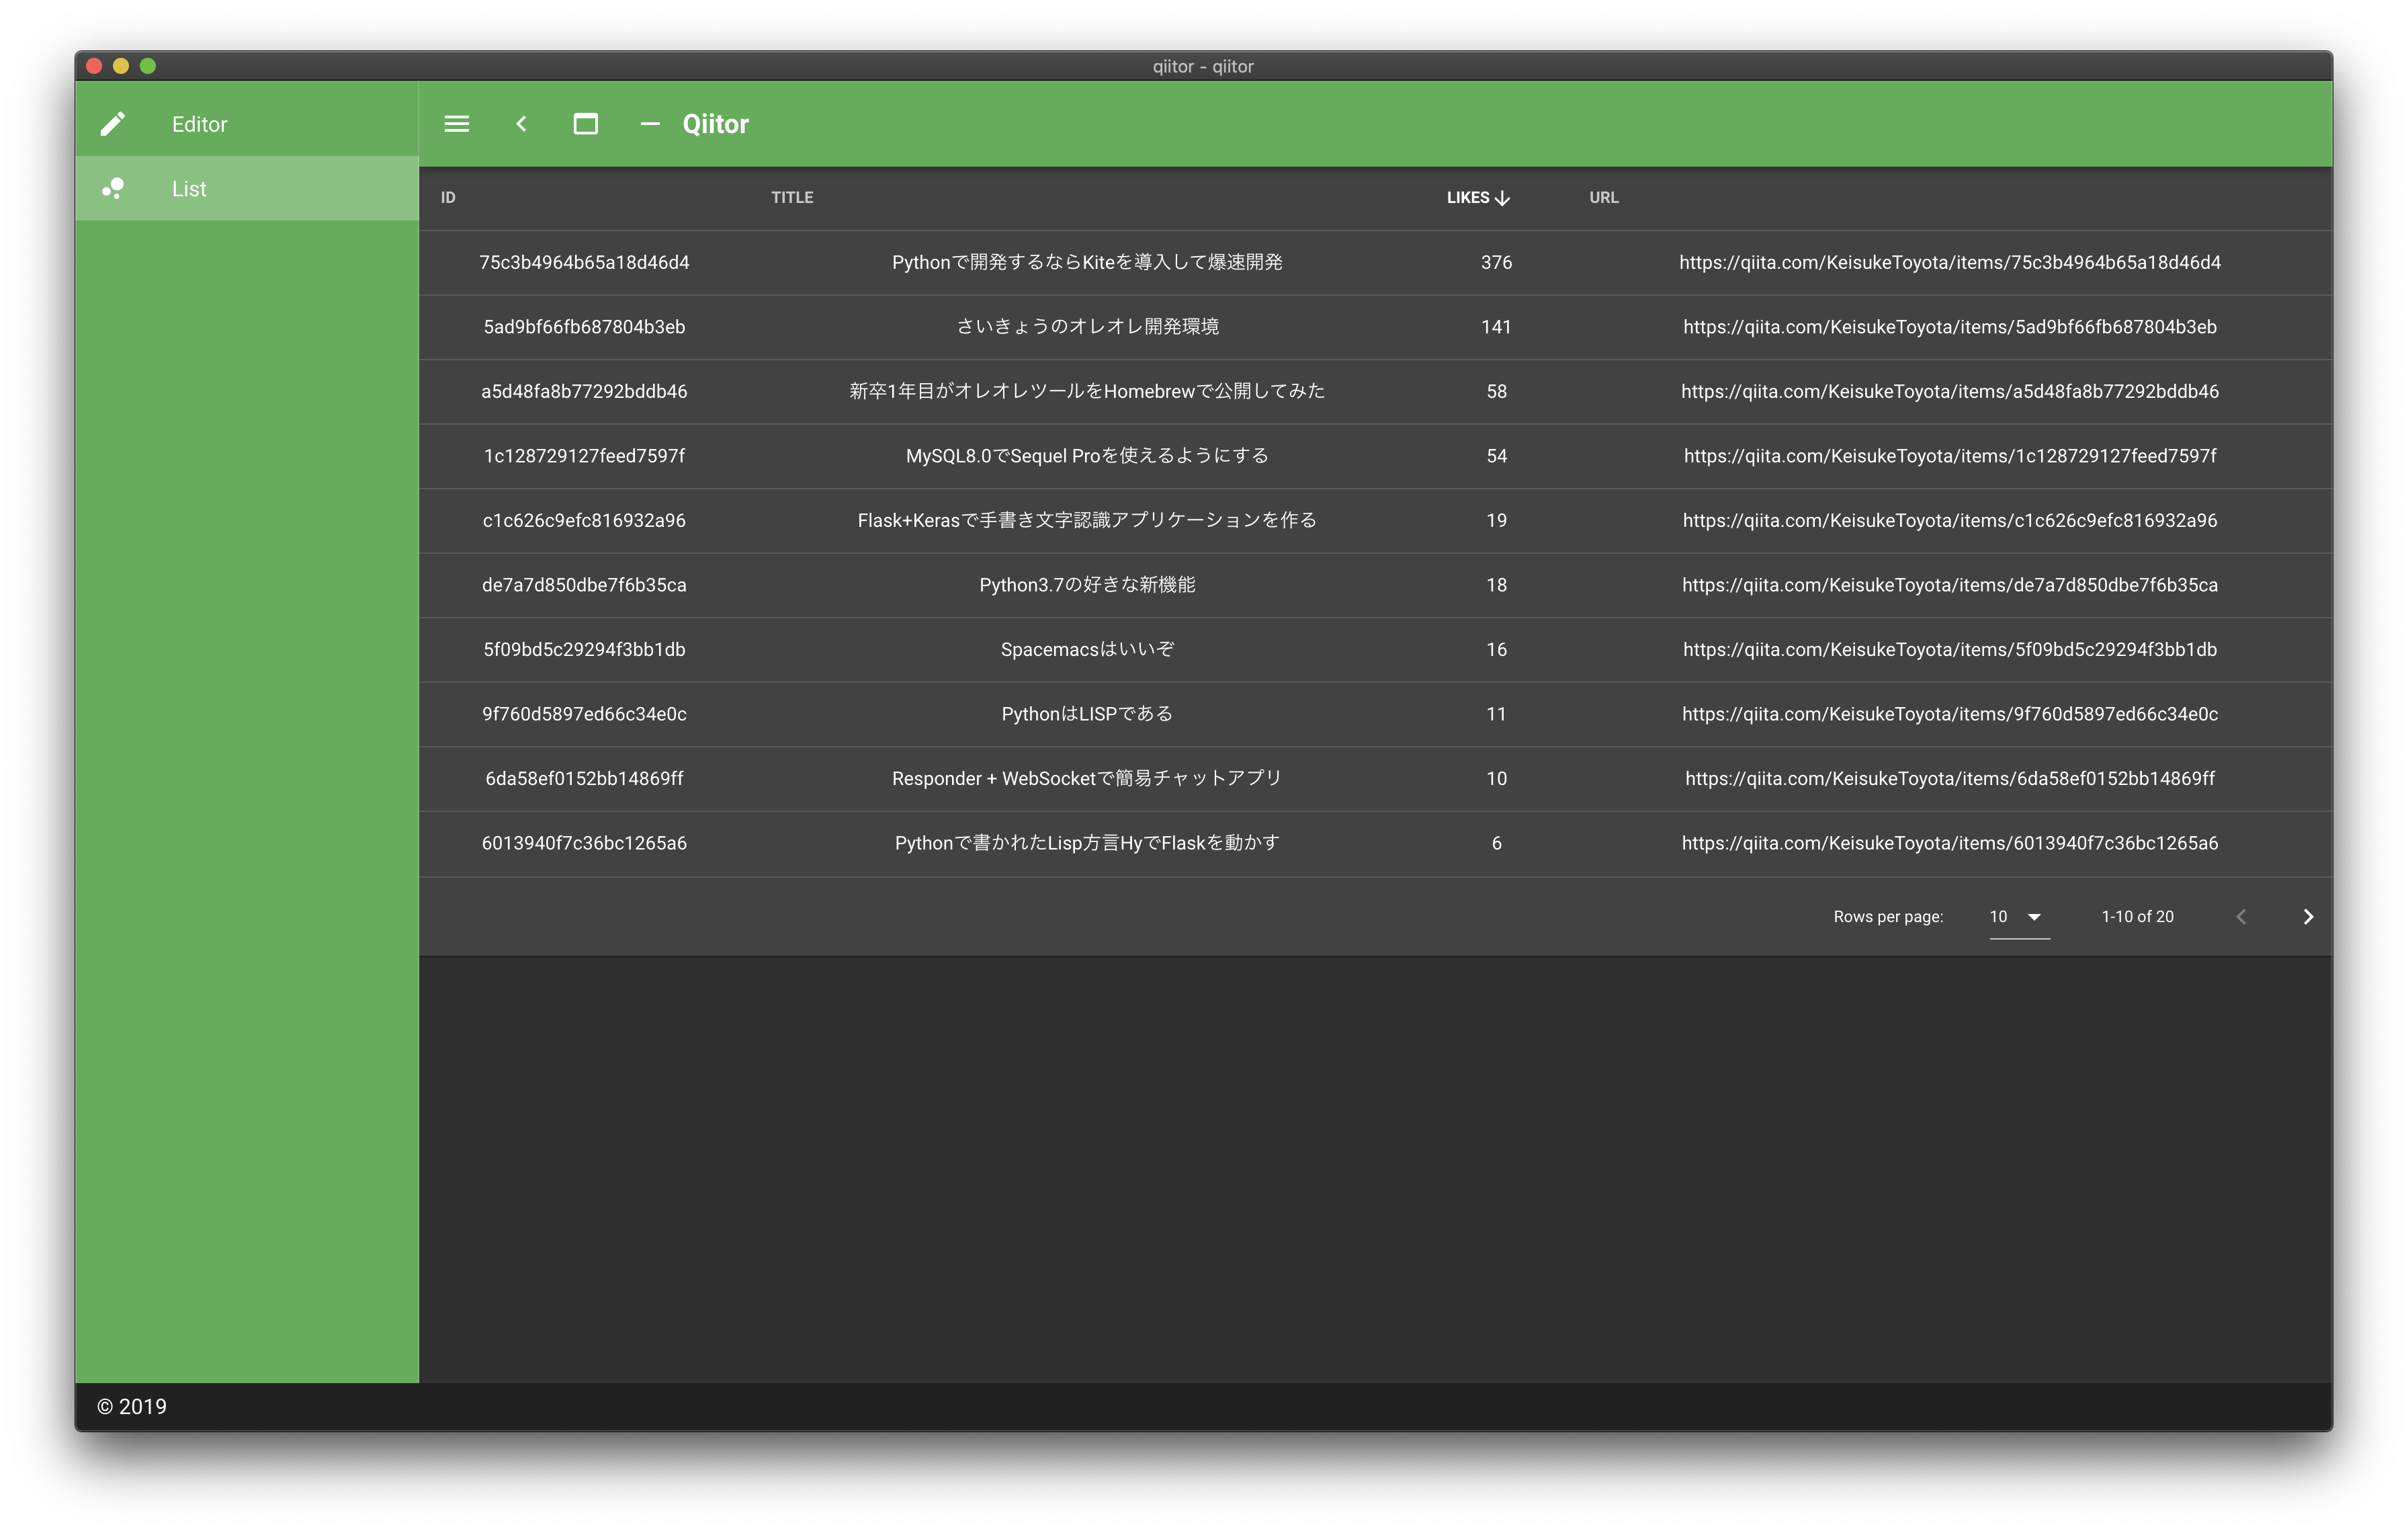 qiitor - qiitor
Editor
Qiitor
List
ID TITLE LIKES URL
75c3b4964b65a18d46d4 Pythonで開発するならKiteを導入して爆速開発 376 https://qiita.com/KeisukeToyota/items/75c3b4964b65a18d46d4
5ad9bf66fb687804b3eb さいきょうのオレオレ開発環境 141 https://qiita.com/KeisukeToyota/items/5ad9bf66fb687804b3eb
a5d48fa8b77292bddb46 新卒1年目がオレオレツールをHomebrewで公開してみた 58 https://qiita.com/KeisukeToyota/items/a5d48fa8b77292bddb46
1c128729127feed7597f MySQL8.0でSequel Proを使えるようにする 54 https://qiita.com/KeisukeToyota/items/1c128729127feed7597f
c1c626c9efc816932a96 Flask+Kerasで手書き文字認識アプリケーションを作る 19 https://qiita.com/KeisukeToyota/items/c1c626c9efc816932a96
de7a7d850dbe7f6b35ca Python3.7の好きな新機能 18 https://qiita.com/KeisukeToyota/items/de7a7d850dbe7f6b35ca
5f09bd5c29294f3bb1db Spacemacsはいいぞ 16 https://qiita.com/KeisukeToyota/items/5f09bd5c29294f3bb1db
9f760d5897ed66c34e0c PythonはLISPである 11 https://qiita.com/KeisukeToyota/items/9f760d5897ed66c34e0c
6da58ef0152bb14869ff Responder + WebSocketで簡易チャットアプリ 10 https://qiita.com/KeisukeToyota/items/6da58ef0152bb14869ff
6013940f7c36bc1265a6 Pythonで書かれたLisp方言HyでFlaskを動かす 6 https://qiita.com/KeisukeToyota/items/6013940f7c36bc1265a6
Rows per page: 10 1-10 of 20
© 2019